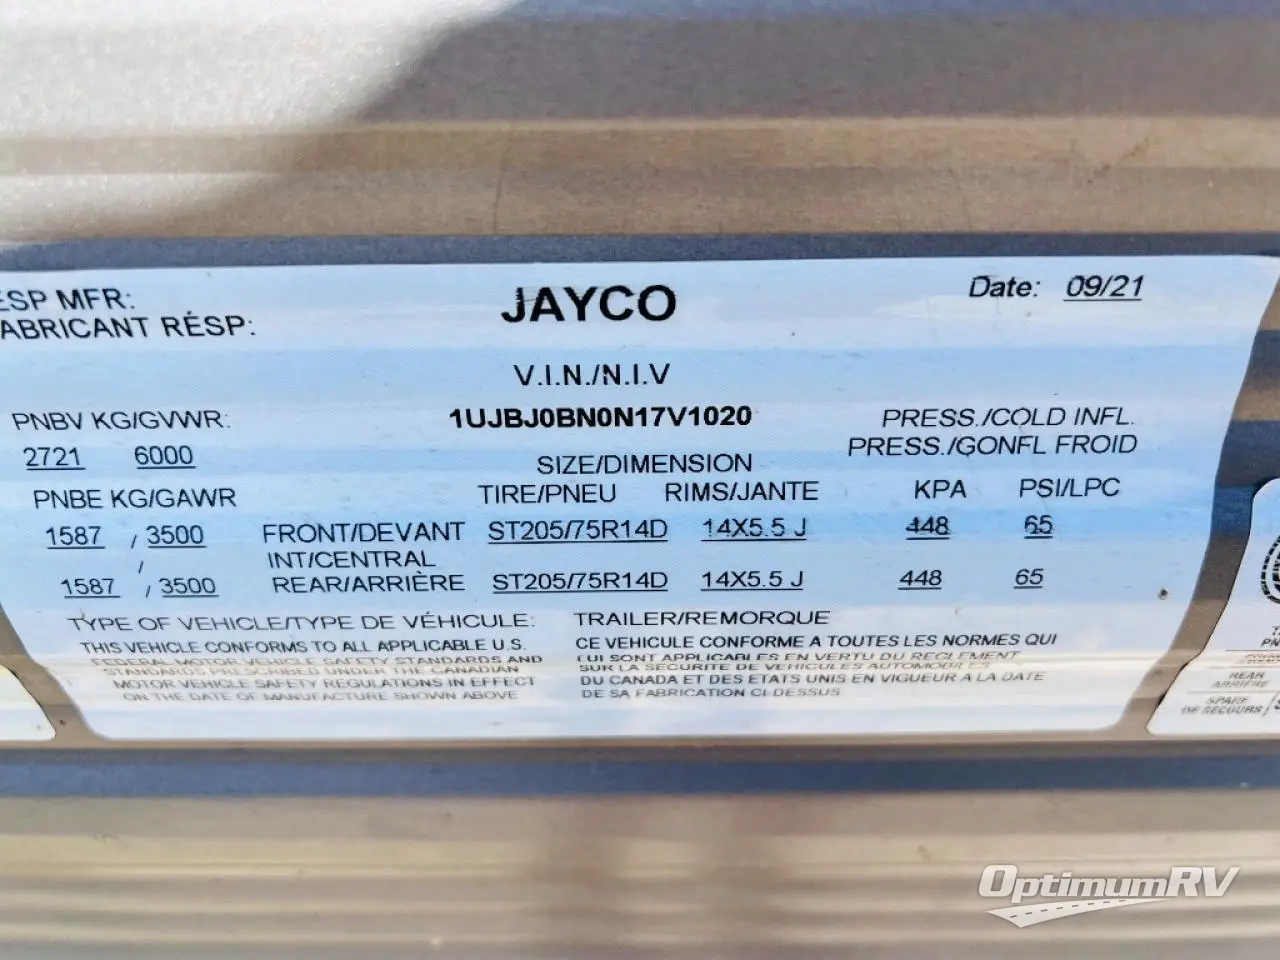 ESP MFR:
ABRICANT RÉSP:
JAYCO
Date: 09/21
V.I.N./N.I.V
PNBV KG/GVWR:
1UJBJ0BN0N17V1020
PRESS./COLD INFL.
PRESS./GONFL FROID
2721 6000
SIZE/DIMENSION
PNBE KG/GAWR TIRE/PNEU RIMS/JANTE KPA PSI/LPC
1587 / 3500 FRONT/DEVANT ST205/75R14D 14X5.5 J 448 65
/ INT/CENTRAL
1587 / 3500 REAR/ARRIÈRE ST205/75R14D 14X5.5 J 448 65
TYPE OF VEHICLE/TYPE DE VÉHICULE: TRAILER/REMORQUE
THIS VEHICLE CONFORMS TO ALL APPLICABLE U.S.
FEDERAL MOTOR VEHICLE SAFETY STANDARDS AND
STANDARDS PRESCRIBED UNDER THE CANADIAN
MOTOR VEHICLE SAFETY REGULATIONS IN EFFECT
ON THE DATE OF MANUFACTURE SHOWN ABOVE
CE VEHICULE CONFORME A TOUTES LES NORMES QUI
LUI SONT APPLICABLES EN VERTU DU REGLEMENT
SUR LA SECURITE DE VEHICULES AUTOMOBILES
DU CANADA ET DES ETATS UNIS EN VIGUEUR A LA DATE
DE SA FABRICATION CI-DESSUS
PN
REAR
ARRIÈRE
SPARE
DE SECOURS
OptimumRV